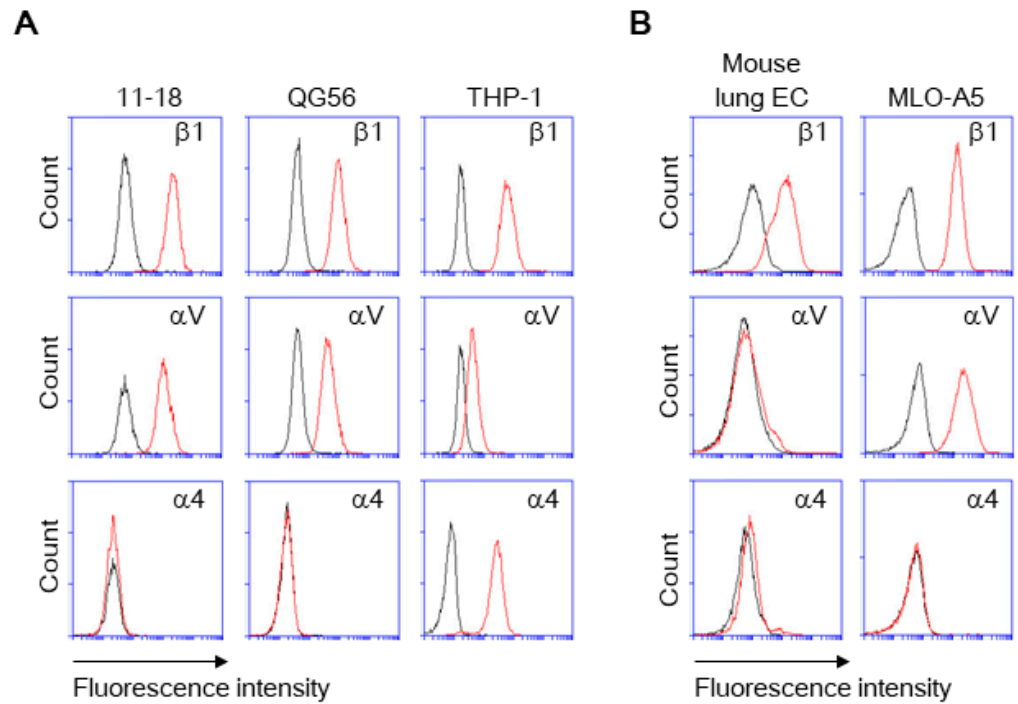 A
B
11-18
QG56
THP-1
Mouse
lung EC
MLO-A5
Count
β1
β1
β1
Count
β1
β1
Count
αV
αV
αV
Count
αV
αV
Count
α4
α4
α4
Count
α4
α4
Fluorescence intensity
Fluorescence intensity